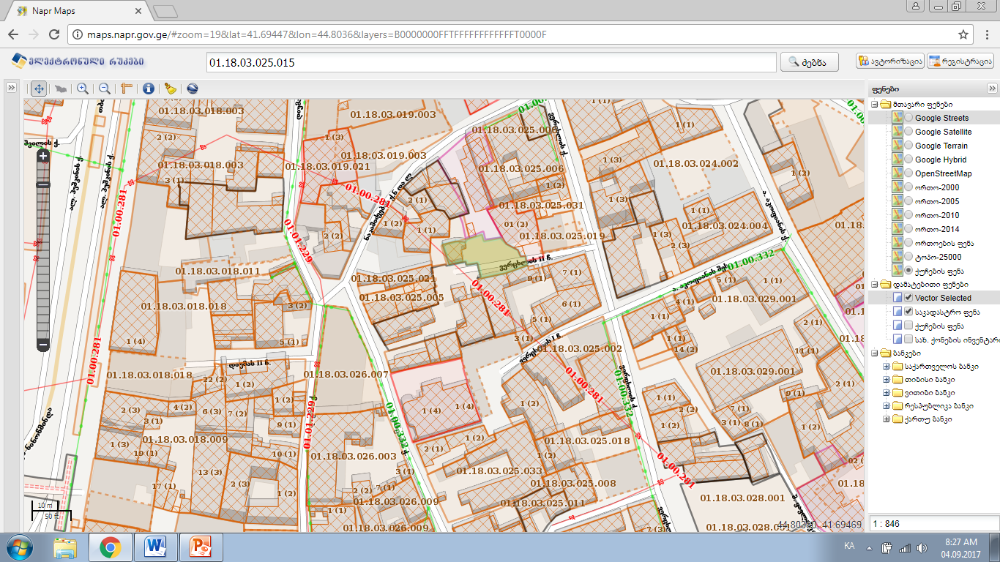 Napr Maps
maps.napr.gov.ge/#zoom=19&lat=41.69447&lon=44.8036&layers=B0000000FFTFFFFFFFFFFFFT0000F
ელექტრონული რუკები
01.18.03.025.015
ძებნა
ავტორიზაცია
რეგისტრაცია
ფენები
მთავარი ფენები
Google Streets
Google Satellite
Google Terrain
Google Hybrid
OpenStreetMap
ორთო-2000
ორთო-2005
ორთო-2010
ორთო-2014
ორთოების ფენა
ტოპო-25000
ქუჩების ფენა
დამატებითი ფენები
Vector Selected
საკადასტრო ფენა
ქუჩების ფენა
სახ. ქონების ინვენტარი
ბანკები
საქართველოს ბანკი
თიბისი ბანკი
ვითიბი ბანკი
რესპუბლიკა ბანკი
ქართუ ბანკი
1 : 846
01.18.03.018.003
01.18.03.019.003
01.18.03.025.006
2 (2)
1 (3)
1 (1)
01.18.03.018.003
01.18.03.019.003
01.18.03.019.021
01.18.03.025.006
01.18.03.024.002
3 (1)
1 (3)
1 (2)
01.00.281
2 (1)
01.18.03.025.031
1 (2)
1 (3)
1 (1)
01.00.281
01.01.229
2 (2)
1 (2)
1 (1)
01 (2)
01.18.03.025.019
01.18.03.024.004
2 (3)
01.18.03.018.011
01.18.03.025.021
ვერცხლის II ჩ.
01.00.332
9 (1)
7 (1)
5 (1)
1 (1)
01.18.03.018.018
01.18.03.025.005
01.00.281
01.18.03.029.001
3 (2)
6 (1)
4 (1)
1 (1)
5 (1)
2 (1)
1 (4)
5 (1)
3 (1)
ვერცხლის I ჩ.
01.18.03.025.002
1 (1)
14 (2)
11 (1)
01.00.281
დოუმას II ჩ.
01.18.03.018.018
01.18.03.026.007
01.00.281
01.00.332
01.18.03.029.001
22 (2)
1 (2)
9 (1)
2 (3)
4 (2)
6 (3)
7 (2)
1 (2)
1 (4)
1 (4)
1 (2)
1 (1)
7 (1)
3 (1)
9 (1)
3 (1)
8 (1)
1 (1)
01.01.229
01.00.332
1 (3)
01.18.03.018.009
01.18.03.025.018
2 (1)
19 (1)
10 (1)
01.18.03.026.003
2 (1)
01.00.281
13 (3)
3 (1)
01.18.03.025.033
17 (1)
2 (3)
1 (2)
2 (2)
7 (1)
01.18.03.025.008
01.18.03.026.009
01.18.03.025.011
01.18.03.028.001
1 (1)
01.18.03.026.009
10 m
50 ft
44.80380, 41.69469
KA
8:27 AM
04.09.2017